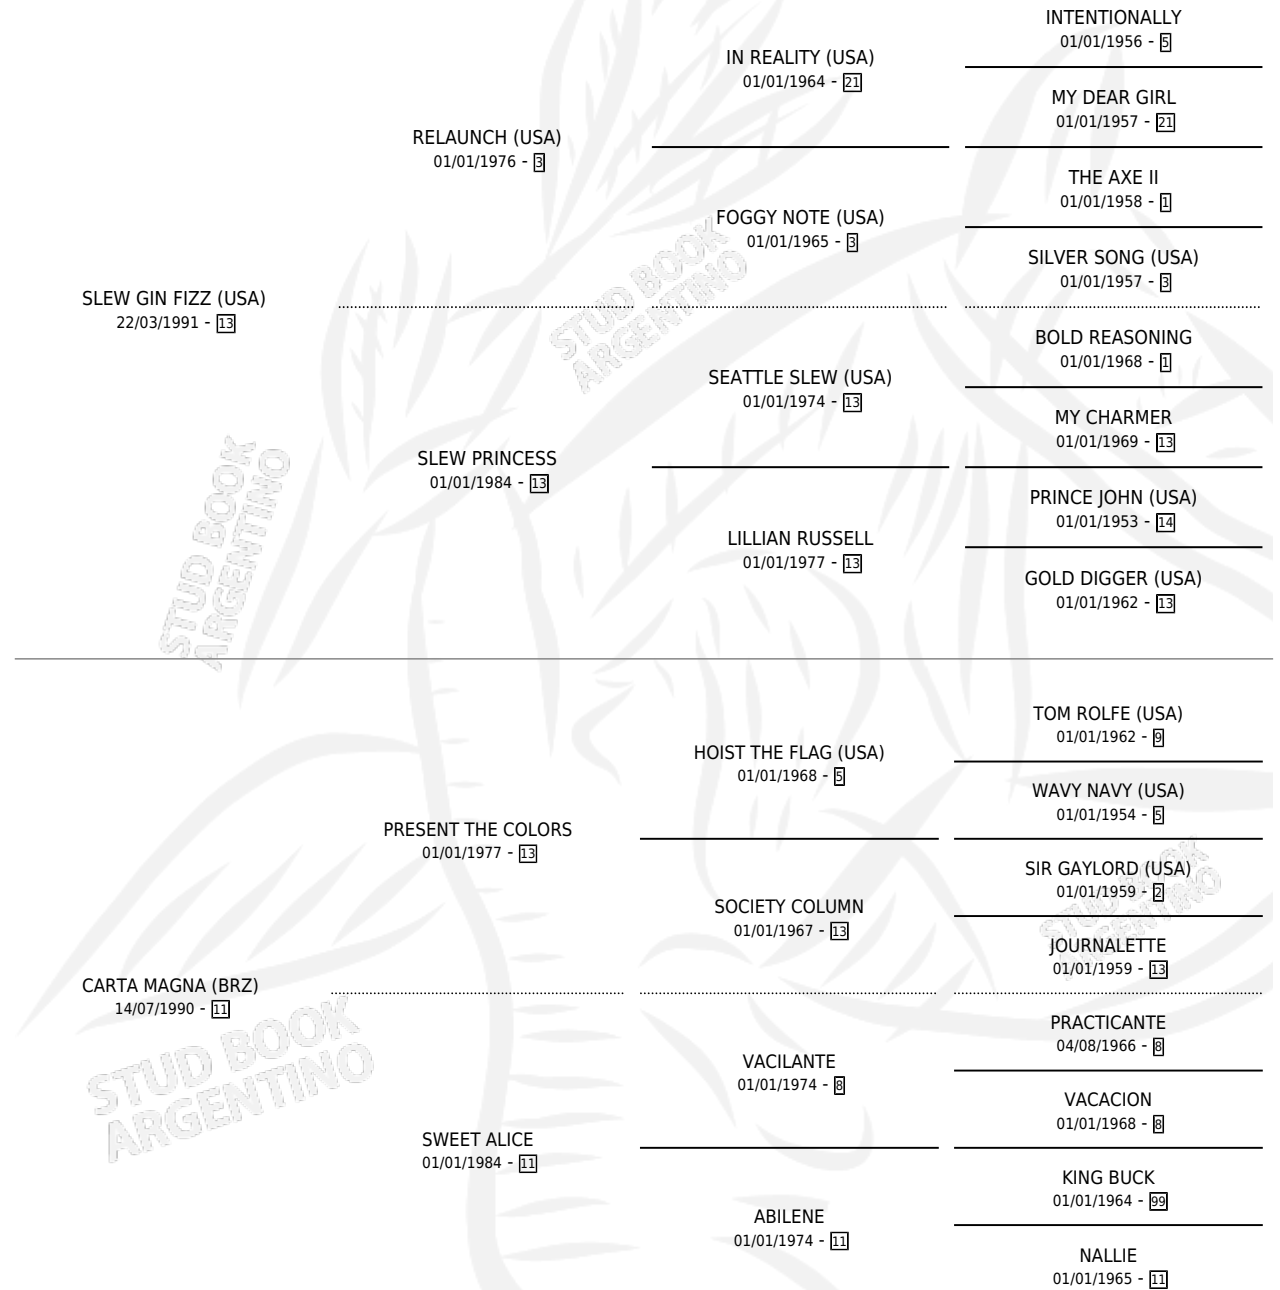 INTENTIONALLY
01/01/1956 - 5
IN REALITY (USA)
01/01/1964 - 21
MY DEAR GIRL
01/01/1957 - 21
RELAUNCH (USA)
01/01/1976 - 3
THE AXE II
01/01/1958 - 1
FOGGY NOTE (USA)
01/01/1965 - 3
SILVER SONG (USA)
01/01/1957 - 3
SLEW GIN FIZZ (USA)
22/03/1991 - 13
BOLD REASONING
01/01/1968 - 1
SEATTLE SLEW (USA)
01/01/1974 - 13
MY CHARMER
01/01/1969 - 13
SLEW PRINCESS
01/01/1984 - 13
PRINCE JOHN (USA)
01/01/1953 - 14
LILLIAN RUSSELL
01/01/1977 - 13
GOLD DIGGER (USA)
01/01/1962 - 13
TOM ROLFE (USA)
01/01/1962 - 9
HOIST THE FLAG (USA)
01/01/1968 - 5
WAVY NAVY (USA)
01/01/1954 - 5
PRESENT THE COLORS
01/01/1977 - 13
SIR GAYLORD (USA)
01/01/1959 - 2
SOCIETY COLUMN
01/01/1967 - 13
JOURNALETTE
01/01/1959 - 13
CARTA MAGNA (BRZ)
14/07/1990 - 11
PRACTICANTE
04/08/1966 - 8
VACILANTE
01/01/1974 - 8
VACACION
01/01/1968 - 8
SWEET ALICE
01/01/1984 - 11
KING BUCK
01/01/1964 - 99
ABILENE
01/01/1974 - 11
NALLIE
01/01/1965 - 11
STUD BOOK
ARGENTINO
STUD BOOK
ARGENTINO
STUD BOOK
ARGENTINO
STUD BOOK
ARGENTINO